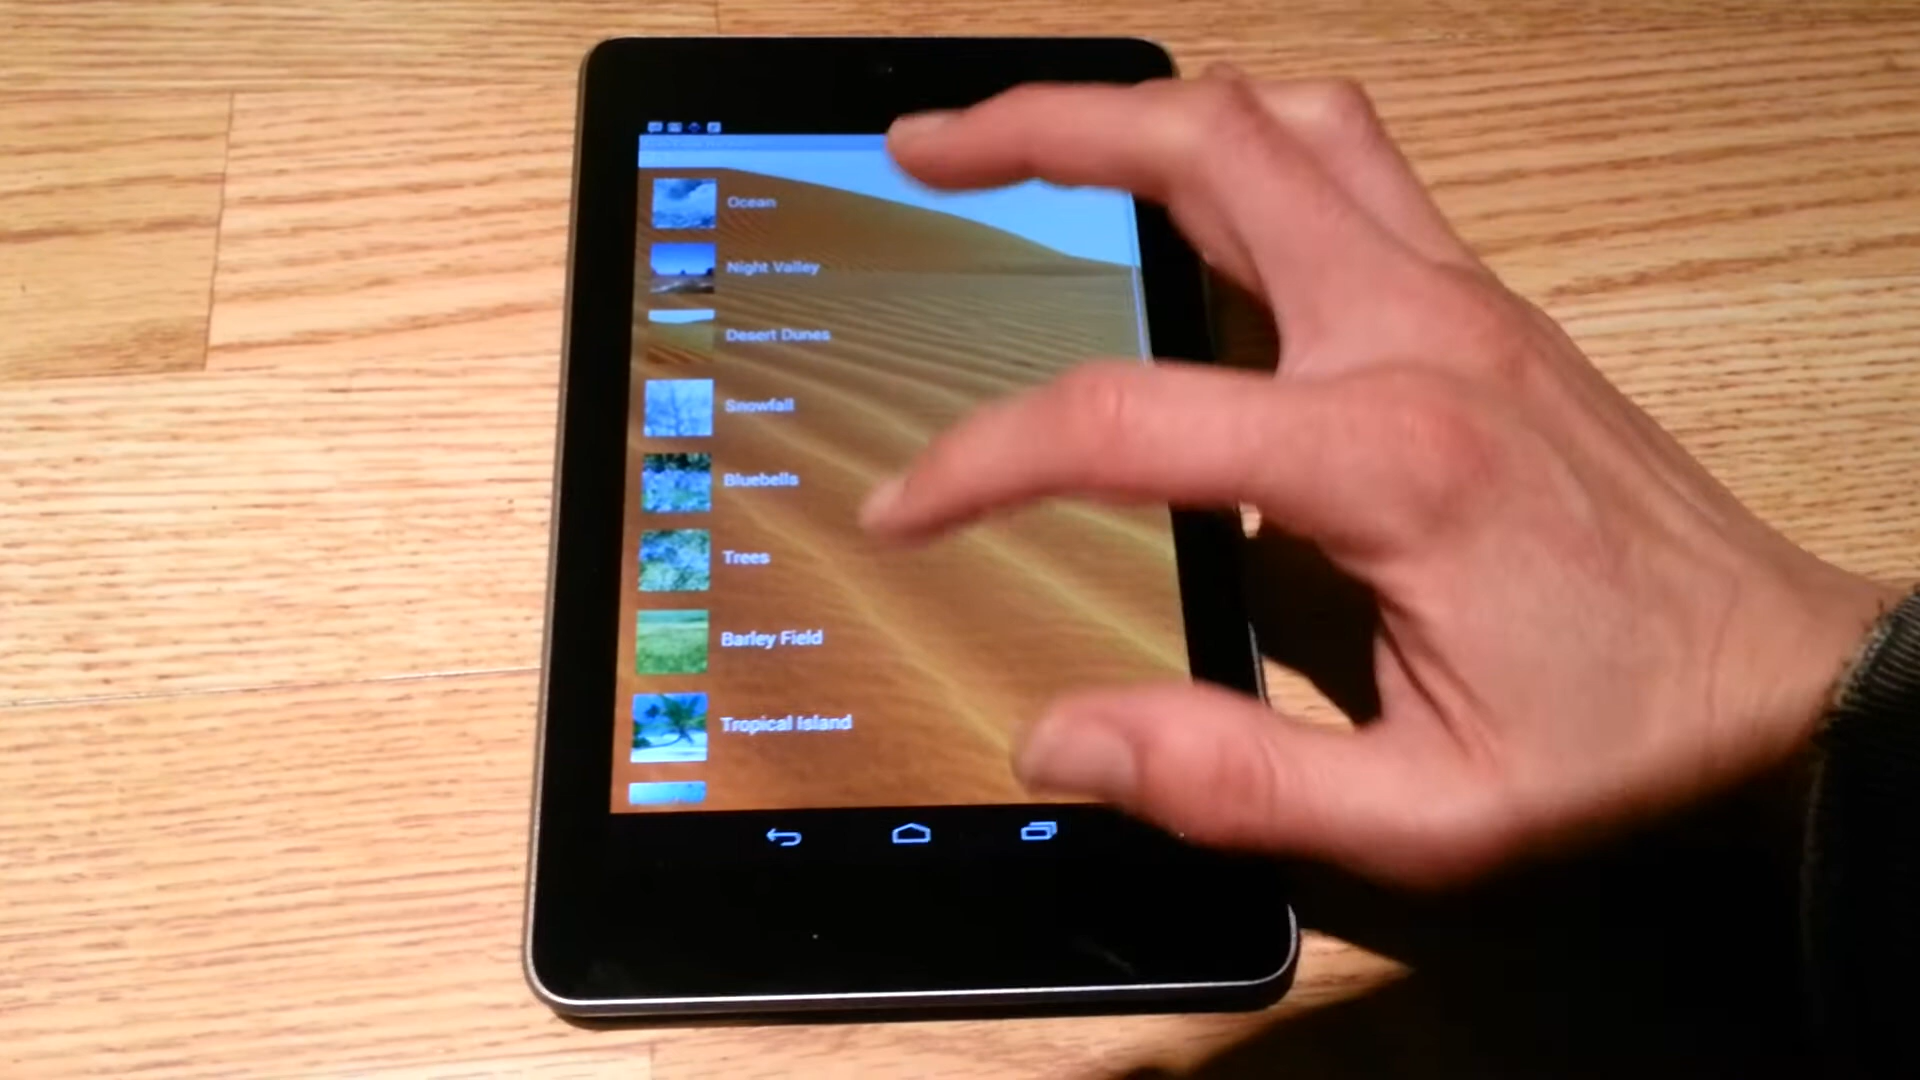 Ocean
Night Valley
Desert Dunes
Snowfall
Bluebells
Trees
Barley Field
Tropical Island